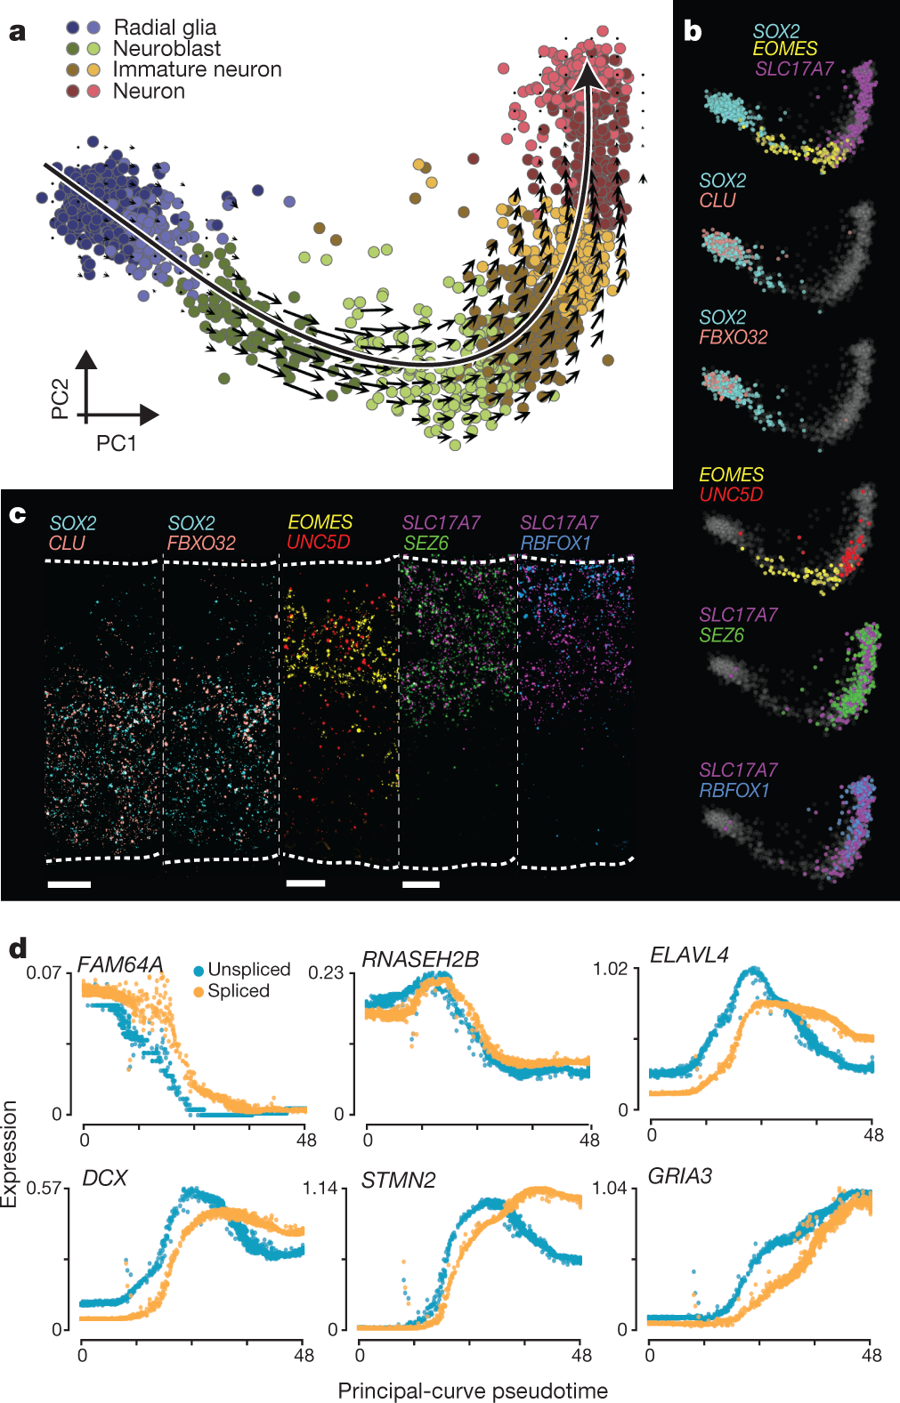 a
Radial glia
Neuroblast
Immature neuron
Neuron
PC2
PC1
b
SOX2
EOMES
SLC17A7
SOX2
CLU
SOX2
FBXO32
EOMES
UNC5D
SLC17A7
SEZ6
SLC17A7
RBFOX1
c
SOX2
CLU
SOX2
FBXO32
EOMES
UNC5D
SLC17A7
SEZ6
SLC17A7
RBFOX1
d
FAM64A
Unspliced
Spliced
0.07
0
0
48
RNASEH2B
0.23
0
0
48
ELAVL4
1.02
0
0
48
Expression
DCX
0.57
0
0
48
STMN2
1.14
0
0
48
GRIA3
1.04
0
0
48
Principal-curve pseudotime